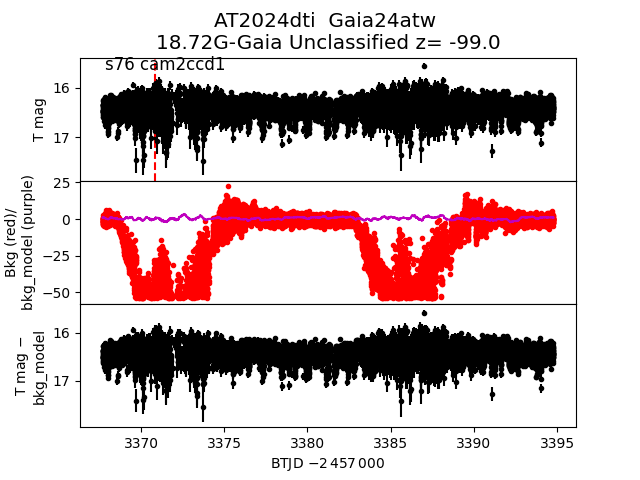 AT2024dti  Gaia24atw
18.72G-Gaia Unclassified z= -99.0
s76 cam2ccd1
16
17
T mag
25
0
−25
−50
Bkg (red)/
bkg_model (purple)
16
17
T mag −
bkg_model
3370
3375
3380
3385
3390
3395
BTJD −2 457 000